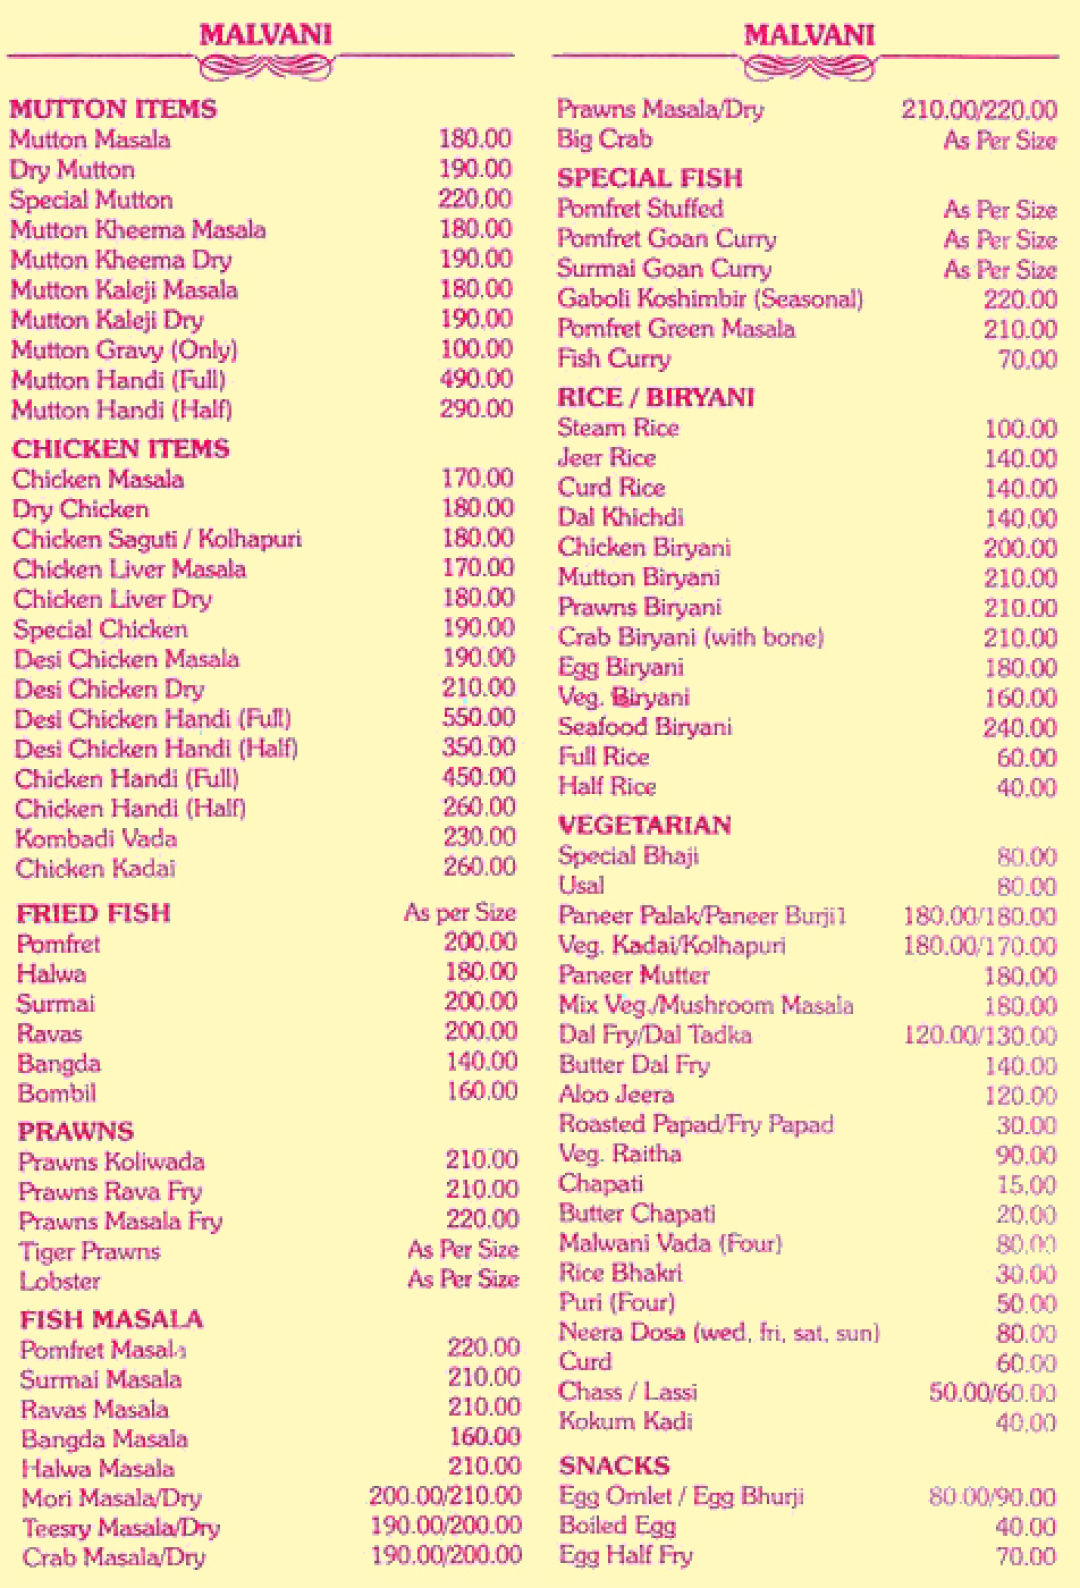 MALVANI
MUTTON ITEMS
Mutton Masala 180.00
Dry Mutton 190.00
Special Mutton 220.00
Mutton Kheema Masala 180.00
Mutton Kheema Dry 190.00
Mutton Kaleji Masala 180.00
Mutton Kaleji Dry 190.00
Mutton Gravy (Only) 100.00
Mutton Handi (Full) 490.00
Mutton Handi (Half) 290.00
CHICKEN ITEMS
Chicken Masala 170.00
Dry Chicken 180.00
Chicken Saguti / Kolhapuri 180.00
Chicken Liver Masala 170.00
Chicken Liver Dry 180.00
Special Chicken 190.00
Desi Chicken Masala 190.00
Desi Chicken Dry 210.00
Desi Chicken Handi (Full) 550.00
Desi Chicken Handi (Half) 350.00
Chicken Handi (Full) 450.00
Chicken Handi (Half) 260.00
Kombadi Vada 230.00
Chicken Kadai 260.00
FRIED FISH As per Size
Pomfret 200.00
Halwa 180.00
Surmai 200.00
Ravas 200.00
Bangda 140.00
Bombil 160.00
PRAWNS
Prawns Koliwada 210.00
Prawns Rava Fry 210.00
Prawns Masala Fry 220.00
Tiger Prawns As Per Size
Lobster As Per Size
FISH MASALA
Pomfret Masala 220.00
Surmai Masala 210.00
Ravas Masala 210.00
Bangda Masala 160.00
Halwa Masala 210.00
Mori Masala/Dry 200.00/210.00
Teesry Masala/Dry 190.00/200.00
Crab Masala/Dry 190.00/200.00
MALVANI
Prawns Masala/Dry 210.00/220.00
Big Crab As Per Size
SPECIAL FISH
Pomfret Stuffed As Per Size
Pomfret Goan Curry As Per Size
Surmai Goan Curry As Per Size
Gaboli Koshimbir (Seasonal) 220.00
Pomfret Green Masala 210.00
Fish Curry 70.00
RICE / BIRYANI
Steam Rice 100.00
Jeer Rice 140.00
Curd Rice 140.00
Dal Khichdi 140.00
Chicken Biryani 200.00
Mutton Biryani 210.00
Prawns Biryani 210.00
Crab Biryani (with bone) 210.00
Egg Biryani 180.00
Veg. Biryani 160.00
Seafood Biryani 240.00
Full Rice 60.00
Half Rice 40.00
VEGETARIAN
Special Bhaji 80.00
Usal 80.00
Paneer Palak/Paneer Burji1 180.00/180.00
Veg. Kadai/Kolhapuri 180.00/170.00
Paneer Mutter 180.00
Mix Veg./Mushroom Masala 180.00
Dal Fry/Dal Tadka 120.00/130.00
Butter Dal Fry 140.00
Aloo Jeera 120.00
Roasted Papad/Fry Papad 30.00
Veg. Raitha 90.00
Chapati 15.00
Butter Chapati 20.00
Malwani Vada (Four) 80.00
Rice Bhakri 30.00
Puri (Four) 50.00
Neera Dosa (wed, fri, sat, sun) 80.00
Curd 60.00
Chass / Lassi 50.00/60.00
Kokum Kadi 40.00
SNACKS
Egg Omlet / Egg Bhurji 80.00/90.00
Boiled Egg 40.00
Egg Half Fry 70.00